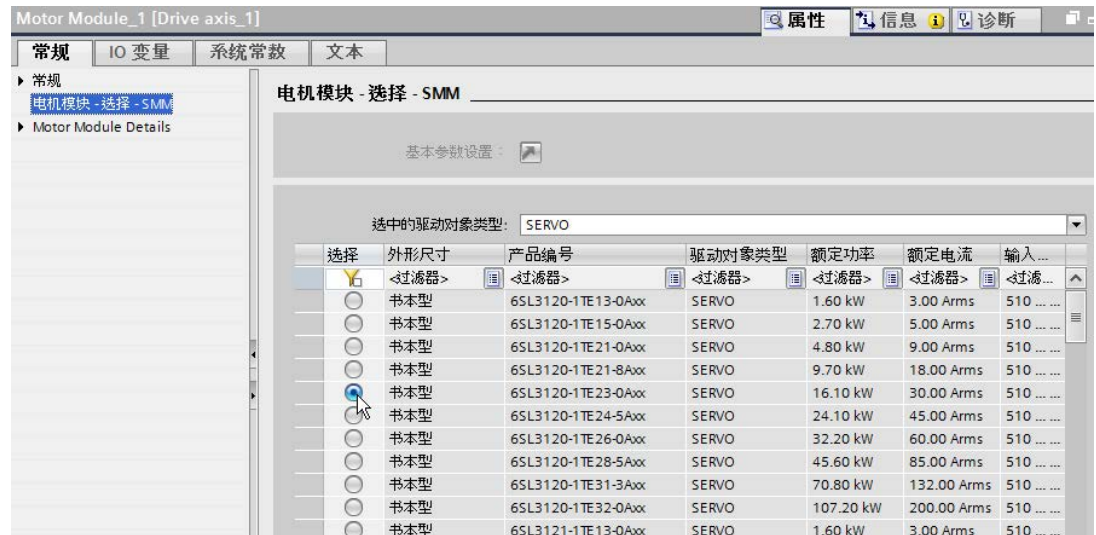 Motor Module_1 [Drive axis_1] 属性 信息 诊断
常规 IO 变量 系统常数 文本
常规
电机模块 - 选择 - SMM
Motor Module Details
电机模块 - 选择 - SMM
基本参数设置：
选中的驱动对象类型: SERVO
选择 外形尺寸 产品编号 驱动对象类型 额定功率 额定电流 输入...
<过滤器> <过滤器> <过滤器> <过滤器> <过滤器> <过滤...
书本型 6SL3120-1TE13-0Axx SERVO 1.60 kW 3.00 Arms 510 ... ...
书本型 6SL3120-1TE15-0Axx SERVO 2.70 kW 5.00 Arms 510 ... ...
书本型 6SL3120-1TE21-0Axx SERVO 4.80 kW 9.00 Arms 510 ... ...
书本型 6SL3120-1TE21-8Axx SERVO 9.70 kW 18.00 Arms 510 ... ...
书本型 6SL3120-1TE23-0Axx SERVO 16.10 kW 30.00 Arms 510 ... ...
书本型 6SL3120-1TE24-5Axx SERVO 24.10 kW 45.00 Arms 510 ... ...
书本型 6SL3120-1TE26-0Axx SERVO 32.20 kW 60.00 Arms 510 ... ...
书本型 6SL3120-1TE28-5Axx SERVO 45.60 kW 85.00 Arms 510 ... ...
书本型 6SL3120-1TE31-3Axx SERVO 70.80 kW 132.00 Arms 510 ... ...
书本型 6SL3120-1TE32-0Axx SERVO 107.20 kW 200.00 Arms 510 ... ...
书本型 6SL3121-1TE13-0Axx SERVO 1.60 kW 3.00 Arms 510 ... ...